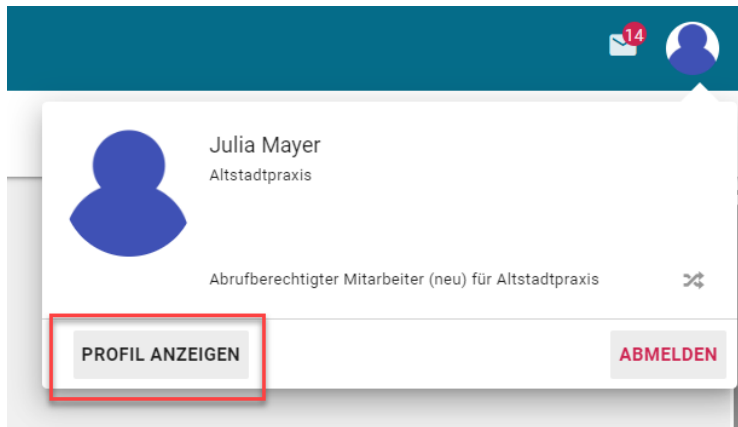 14
Julia Mayer
Altstadtpraxis
Abrufberechtigter Mitarbeiter (neu) für Altstadtpraxis
PROFIL ANZEIGEN
ABMELDEN